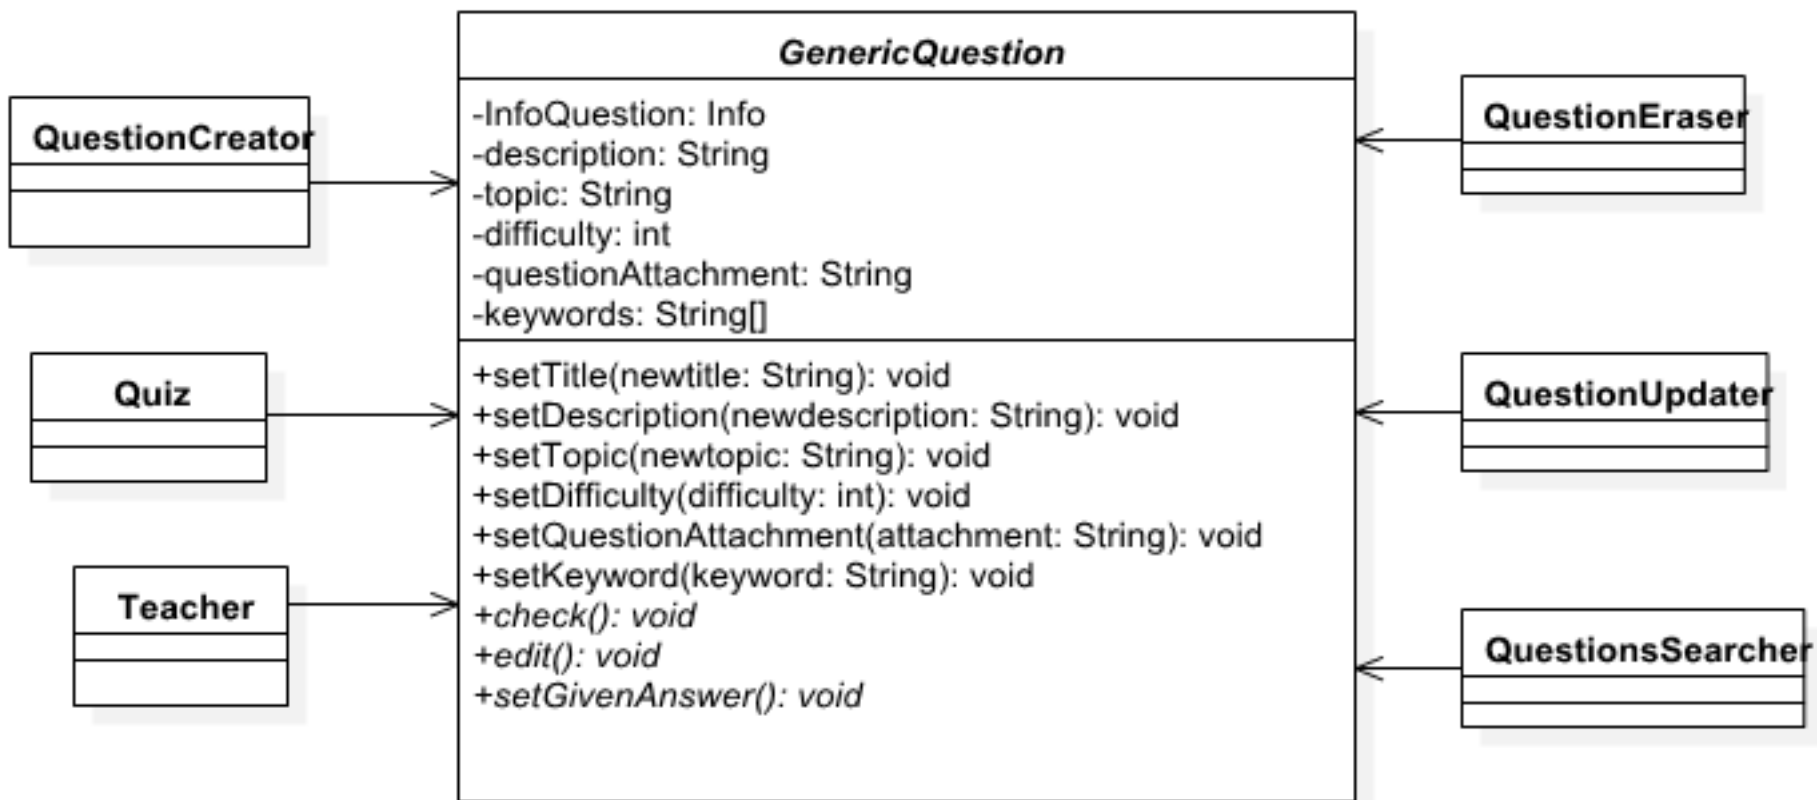 GenericQuestion
-InfoQuestion: Info
-description: String
-topic: String
-difficulty: int
-questionAttachment: String
-keywords: String[]
+setTitle(newtitle: String): void
+setDescription(newdescription: String): void
+setTopic(newtopic: String): void
+setDifficulty(difficulty: int): void
+setQuestionAttachment(attachment: String): void
+setKeyword(keyword: String): void
+check(): void
+edit(): void
+setGivenAnswer(): void
QuestionCreator
Quiz
Teacher
QuestionEraser
QuestionUpdater
QuestionsSearcher